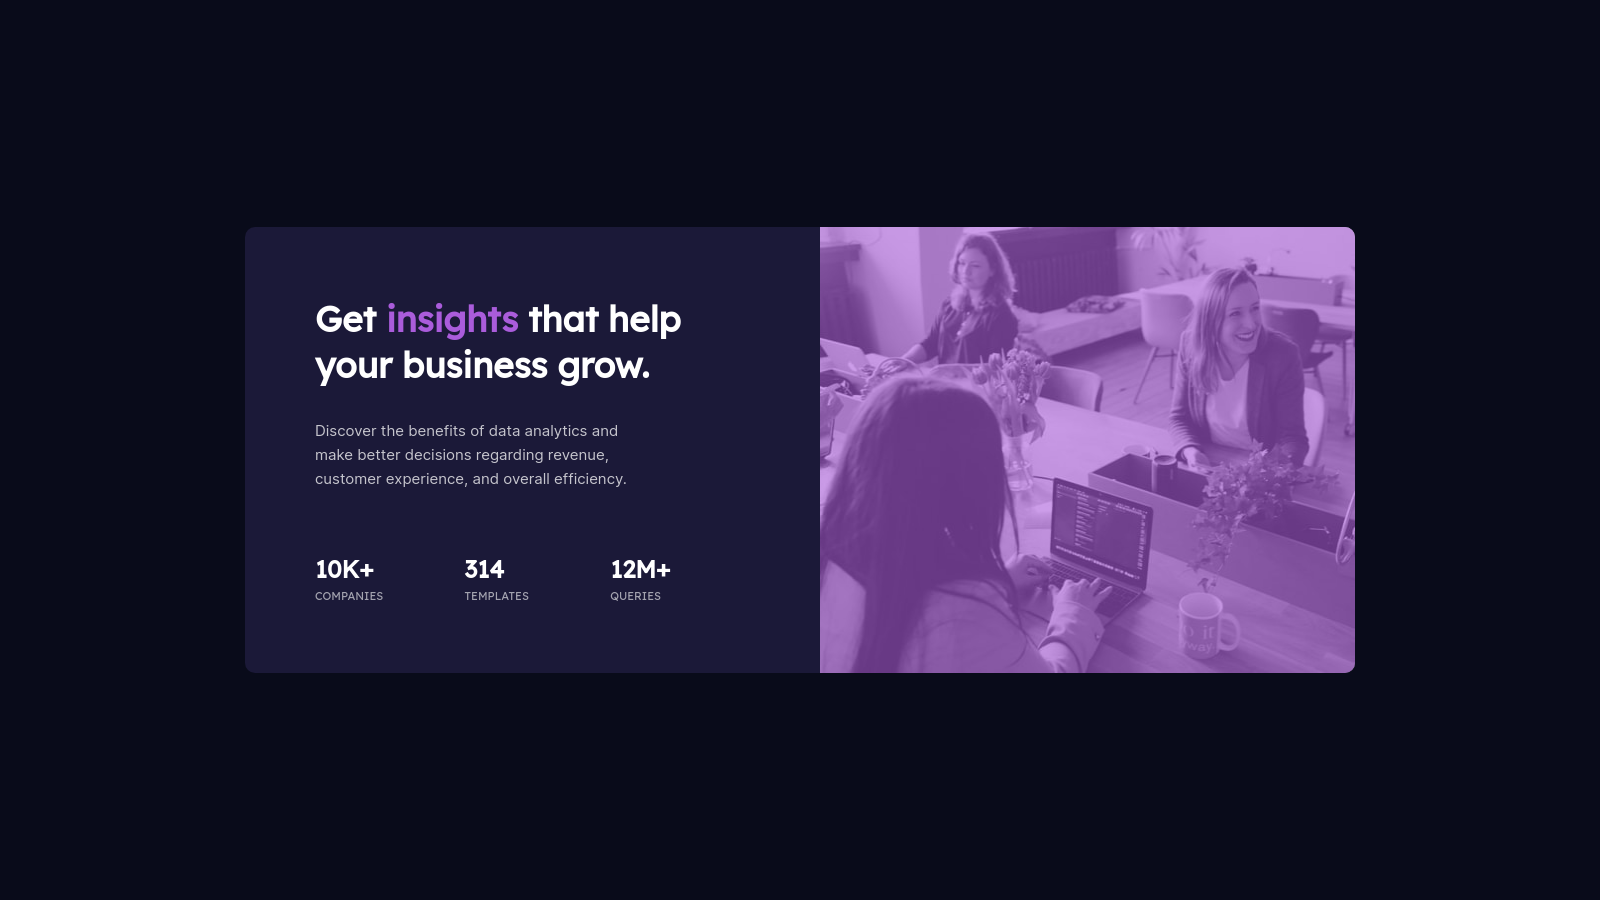 Get insights that help
your business grow.
Discover the benefits of data analytics and
make better decisions regarding revenue,
customer experience, and overall efficiency.
10K+ 314 12M+
COMPANIES TEMPLATES QUERIES